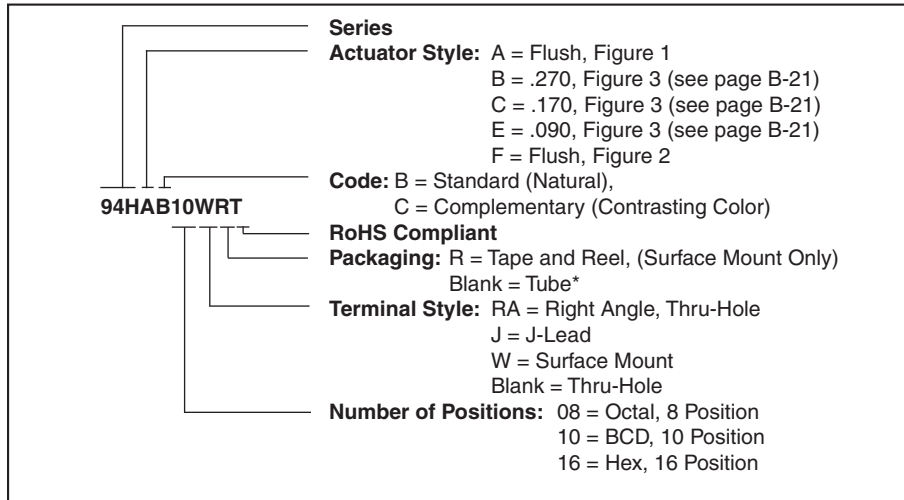 Series
Actuator Style: A = Flush, Figure 1
B = .270, Figure 3 (see page B-21)
C = .170, Figure 3 (see page B-21)
E = .090, Figure 3 (see page B-21)
F = Flush, Figure 2
Code: B = Standard (Natural),
C = Complementary (Contrasting Color)
94HAB10WRT
RoHS Compliant
Packaging: R = Tape and Reel, (Surface Mount Only)
Blank = Tube*
Terminal Style: RA = Right Angle, Thru-Hole
J = J-Lead
W = Surface Mount
Blank = Thru-Hole
Number of Positions: 08 = Octal, 8 Position
10 = BCD, 10 Position
16 = Hex, 16 Position